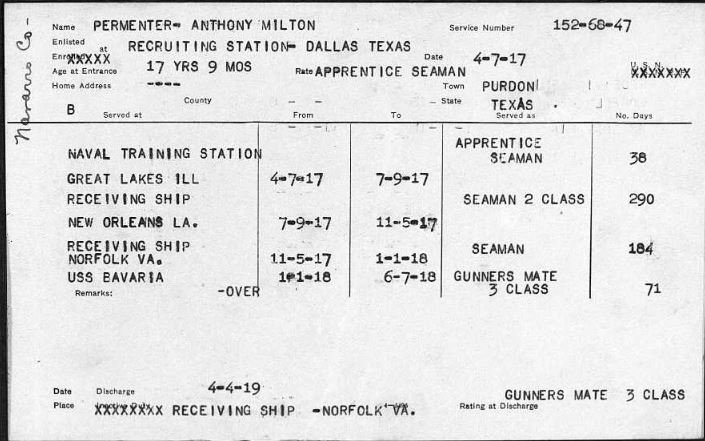 Navarro Co-
Name PERMENTER- ANTHONY MILTON Service Number 152-68-47
Enlisted at RECRUITING STATION- DALLAS TEXAS
XXXXX Date 4-7-17 U.S.N. XXXXXXX
Age at Entrance 17 YRS 9 MOS Rate APPRENTICE SEAMAN
Home Address ---- Town PURDON
B County - - - State TEXAS
Served at From To Served as No. Days
NAVAL TRAINING STATION APPRENTICE SEAMAN 38
GREAT LAKES ILL 4-7-17 7-9-17
RECEIVING SHIP SEAMAN 2 CLASS 290
NEW ORLEANS LA. 7-9-17 11-5-17
RECEIVING SHIP SEAMAN 184
NORFOLK VA. 11-5-17 1-1-18
USS BAVARIA 1-1-18 6-7-18 GUNNERS MATE 3 CLASS 71
Remarks: -OVER
Date Discharge 4-4-19
Place XXXXXXXX RECEIVING SHIP -NORFOLK VA. Rating at Discharge GUNNERS MATE 3 CLASS